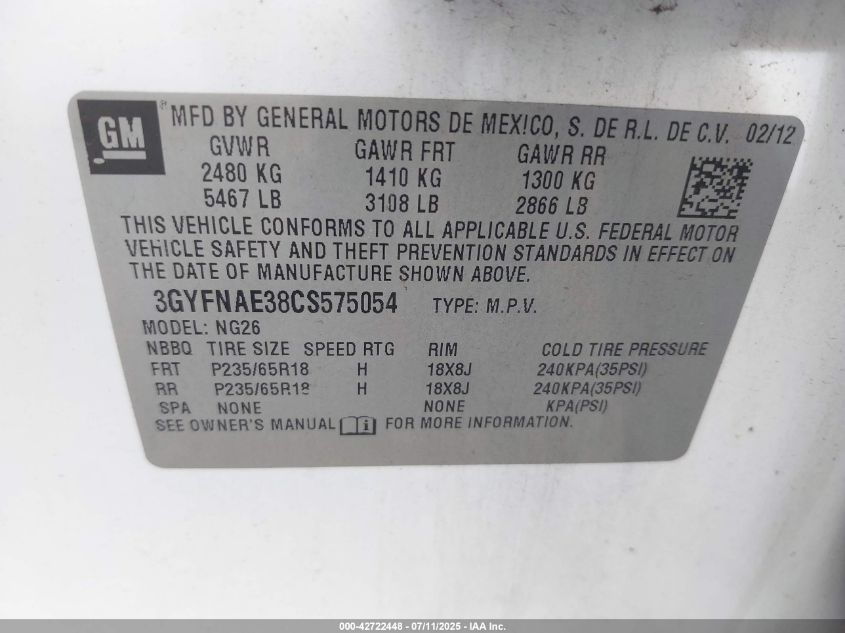 GM
® MFD BY GENERAL MOTORS DE MEXICO, S. DE R.L. DE C.V. 02/12
GVWR GAWR FRT GAWR RR
2480 KG 1410 KG 1300 KG
5467 LB 3108 LB 2866 LB
THIS VEHICLE CONFORMS TO ALL APPLICABLE U.S. FEDERAL MOTOR
VEHICLE SAFETY AND THEFT PREVENTION STANDARDS IN EFFECT ON
THE DATE OF MANUFACTURE SHOWN ABOVE.
3GYFNAE38CS575054 TYPE: M.P.V.
MODEL: NG26
NBBQ TIRE SIZE SPEED RTG RIM COLD TIRE PRESSURE
FRT P235/65R18 H 18X8J 240KPA(35PSI)
RR P235/65R18 H 18X8J 240KPA(35PSI)
SPA NONE NONE KPA(PSI)
SEE OWNER'S MANUAL i FOR MORE INFORMATION.
000-42722448 - 07/11/2025 - IAA Inc.